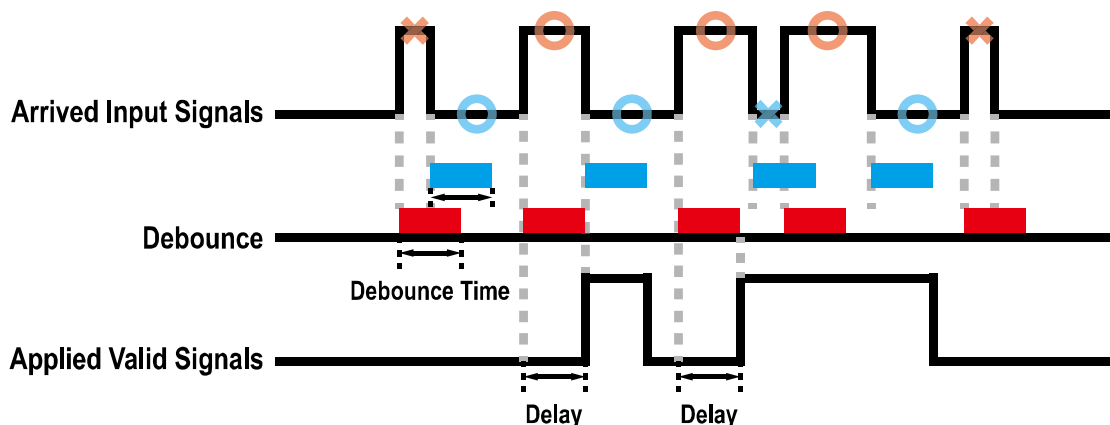 Arrived Input Signals
Debounce
Debounce Time
Applied Valid Signals
Delay
Delay